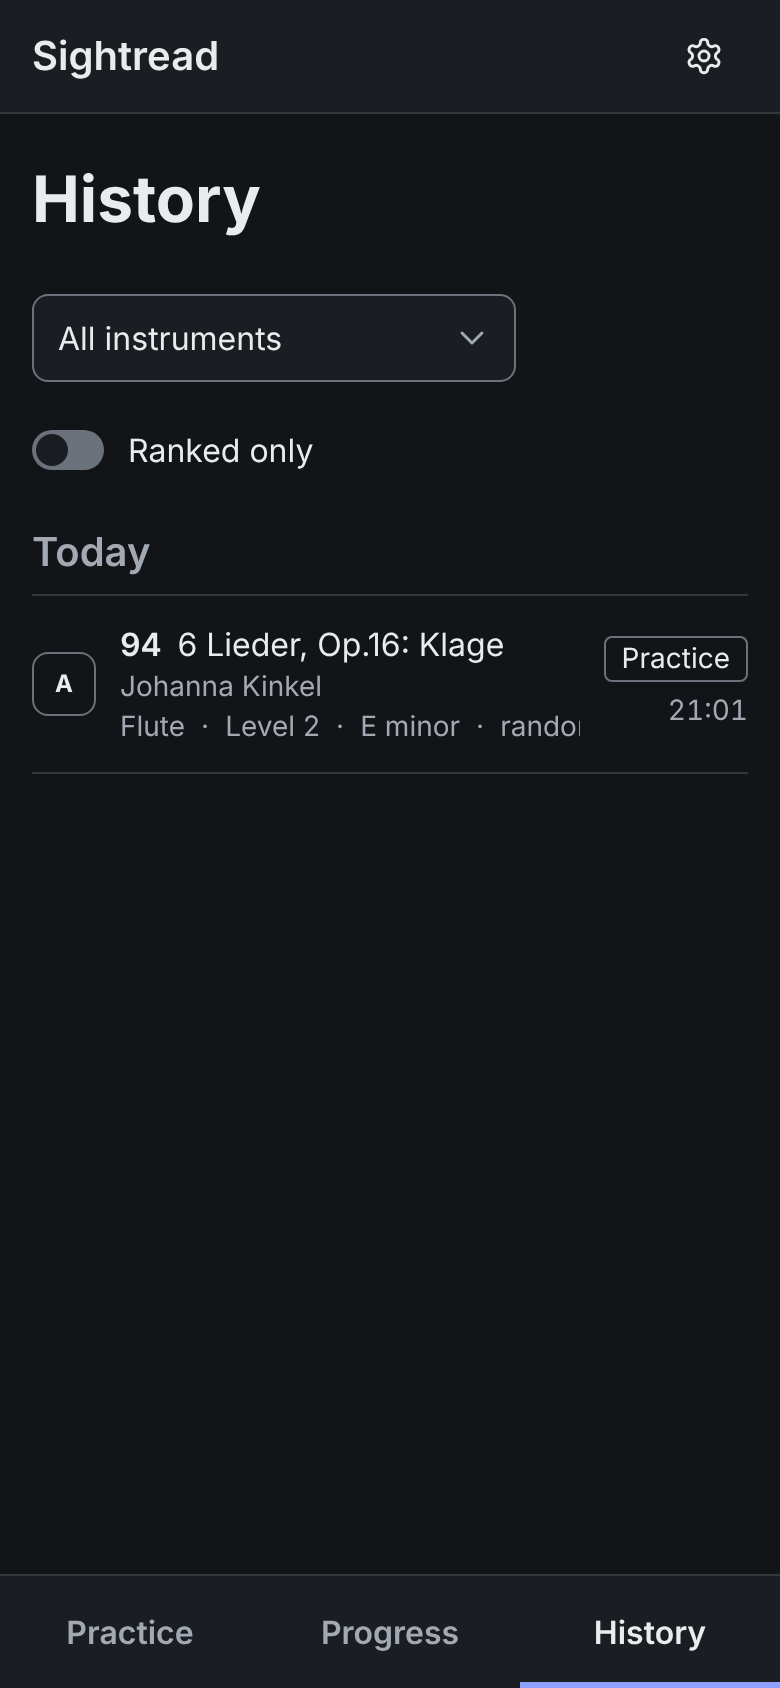 Sightread
History
All instruments
Ranked only
Today
A
94 6 Lieder, Op.16: Klage
Practice
Johanna Kinkel
21:01
Flute · Level 2 · E minor ·
Practice
Progress
History